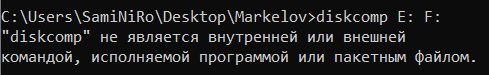 C:\Users\SamiNiRo\Desktop\Markelov>diskcomp E: F:
"diskcomp" не является внутренней или внешней
командой, исполняемой программой или пакетным файлом.